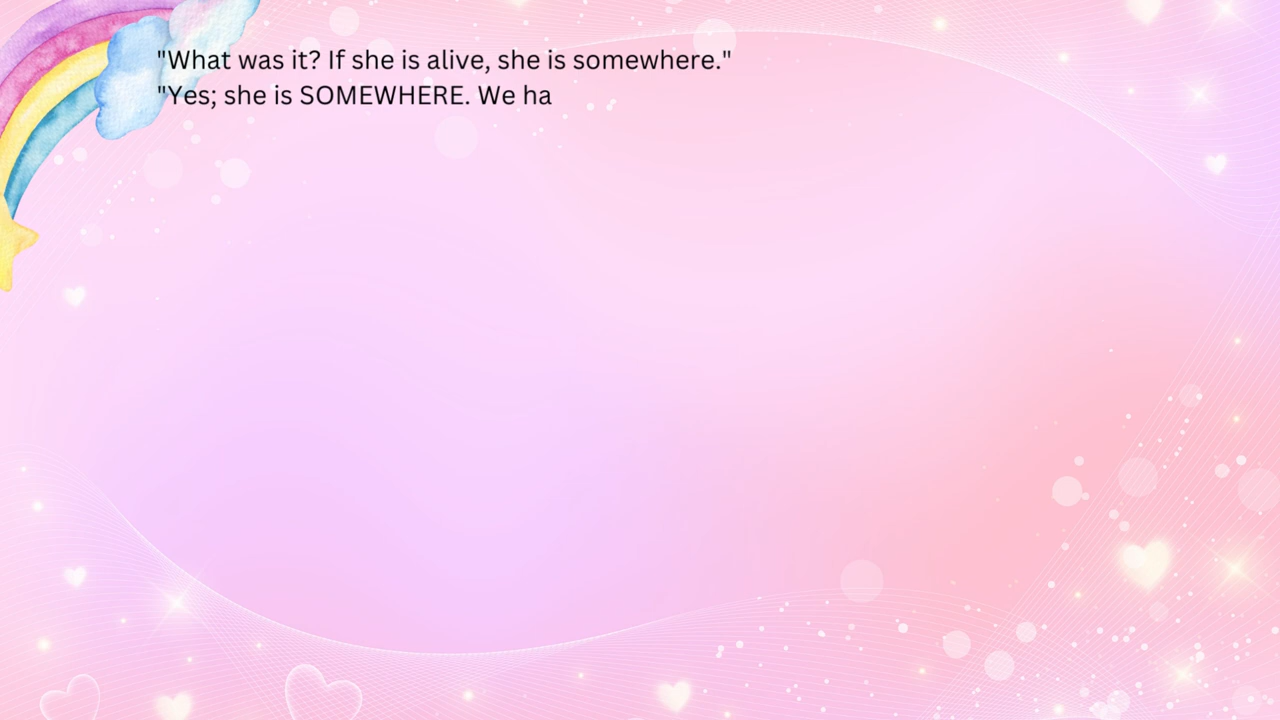 "What was it? If she is alive, she is somewhere."
"Yes; she is SOMEWHERE. We ha